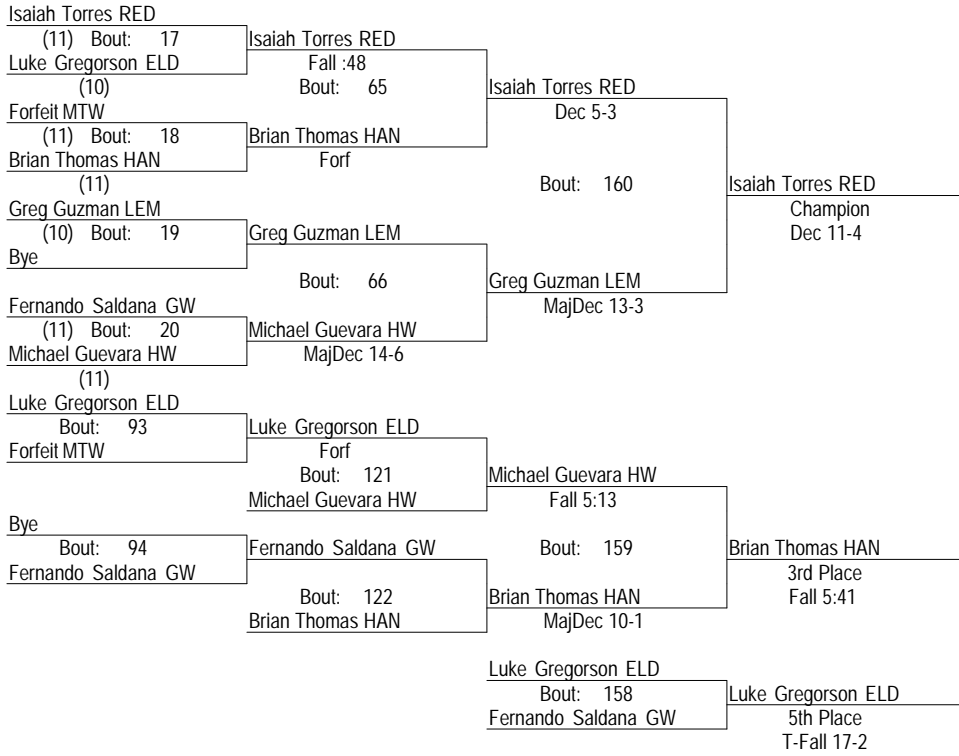 Isaiah Torres RED
(11) Bout: 17 Isaiah Torres RED
Luke Gregorson ELD Fall :48
(10) Bout: 65 Isaiah Torres RED
Forfeit MTW Dec 5-3
(11) Bout: 18 Brian Thomas HAN
Brian Thomas HAN Forf
(11) Bout: 160 Isaiah Torres RED
Greg Guzman LEM Champion
(10) Bout: 19 Greg Guzman LEM Dec 11-4
Bye
Bout: 66 Greg Guzman LEM
Fernando Saldana GW MajDec 13-3
(11) Bout: 20 Michael Guevara HW
Michael Guevara HW MajDec 14-6
(11)
Luke Gregorson ELD
Bout: 93 Luke Gregorson ELD
Forfeit MTW Forf
Bout: 121 Michael Guevara HW
Michael Guevara HW Fall 5:13
Bye
Bout: 94 Fernando Saldana GW Bout: 159 Brian Thomas HAN
Fernando Saldana GW 3rd Place
Bout: 122 Brian Thomas HAN Fall 5:41
Brian Thomas HAN MajDec 10-1
Luke Gregorson ELD
Bout: 158 Luke Gregorson ELD
Fernando Saldana GW 5th Place
T-Fall 17-2